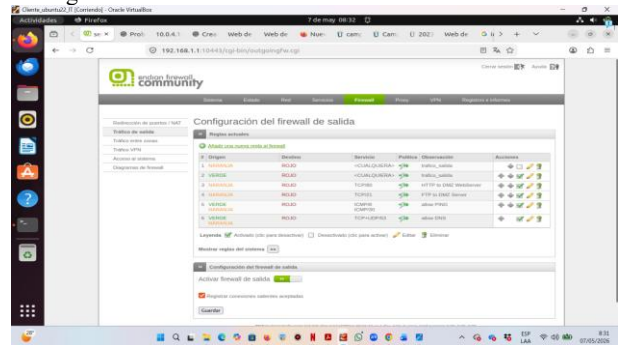 Cliente_ubuntu22_IT [Corriendo] - Oracle VirtualBox
Actividades Firefox 7 de may 08:32
192.168.1.1:10443/cgi-bin/outgoingfw.cgi
Cerrar sesión Ayuda
endian firewall
community
Sistema Estado Red Servicios Firewall Proxy VPN Registros e informes
Redirección de puertos / NAT
Tráfico de salida
Tráfico entre zonas
Tráfico VPN
Acceso al sistema
Diagramas de firewall
Configuración del firewall de salida
Reglas actuales
Añade una nueva regla al firewall
# Origen Destino Servicio Política Observación Acciones
1 NARANJA ROJO <CUALQUIERA> trafico_salida
2 VERDE ROJO <CUALQUIERA> trafico_salida
3 NARANJA ROJO TCP/80 HTTP to DMZ WebServer
4 NARANJA ROJO TCP/21 FTP to DMZ Server
5 VERDE ROJO ICMP/8 allow PING
NARANJA ICMP/30
6 VERDE ROJO TCP+UDP/53 allow DNS
NARANJA
Leyenda Activado (clic para desactivar) Desactivado (clic para activar) Editar Eliminar
Mostrar reglas del sistema >>
Configuración del firewall de salida
Activar firewall de salida
Registrar conexiones salientes aceptadas
Guardar
ESP
LAA
8:31
07/05/2026